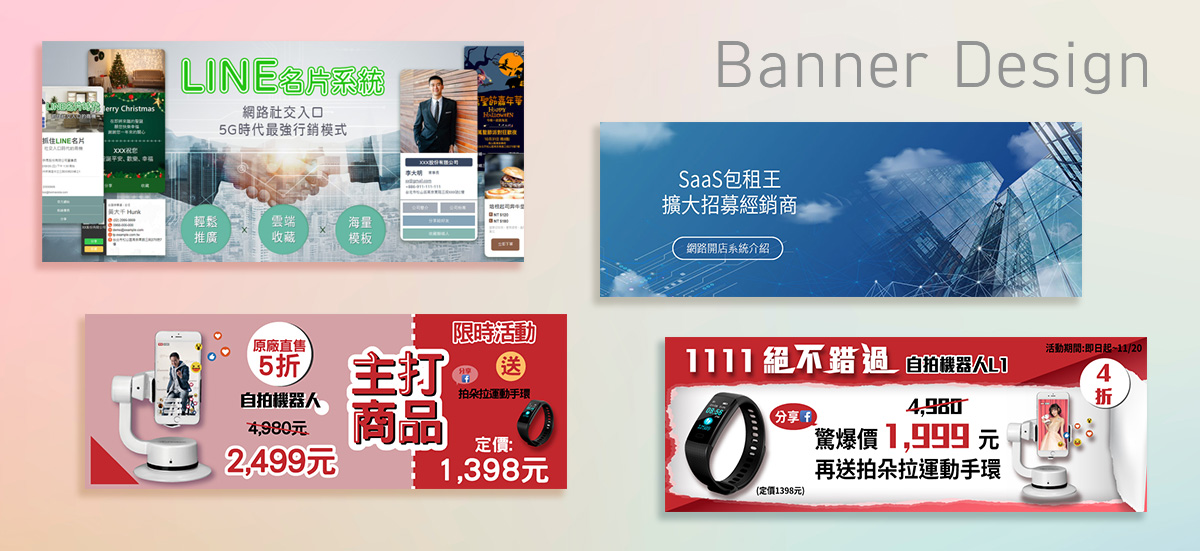 Banner Design
LINE名片系統
網路社交入口
5G時代最強行銷模式
輕鬆
推廣
x
雲端
收藏
x
海量
模板
Merry Christmas
XXX祝您
抓住LINE名片
吳大千 Hunk
XXX股份有限公司
李大明
Happy
Halloween
SaaS包租王
擴大招募經銷商
網路開店系統介紹
原廠直售
5折
自拍機器人
4,980元
2,499元
主打
商品
限時活動
分享
f
送
拍朵拉運動手環
定價:
1,398元
1111 絕不錯過 自拍機器人L1
活動期間:即日起~11/20
4
折
08:58
分享 f
4,980
驚爆價 1,999 元
再送拍朵拉運動手環
(定價1398元)